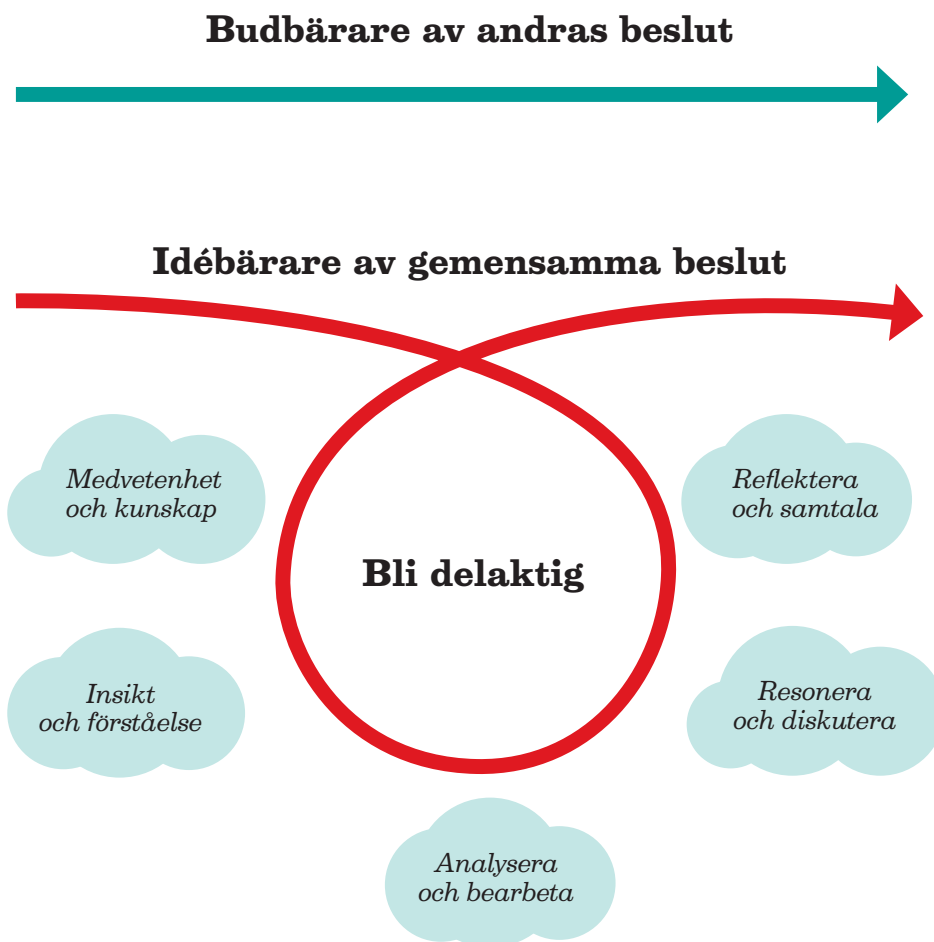 Budbärare av andras beslut
Idébärare av gemensamma beslut
Medvetenhet
och kunskap
Reflektera
och samtala
Bli delaktig
Insikt
och förståelse
Resonera
och diskutera
Analysera
och bearbeta